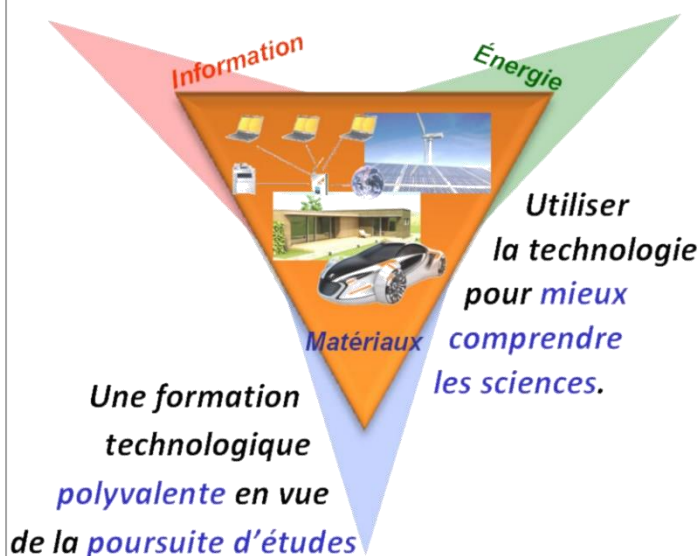 Information
Énergie
Utiliser
la technologie
pour mieux
comprendre
les sciences.
Matériaux
Une formation
technologique
polyvalente en vue
de la poursuite d’études